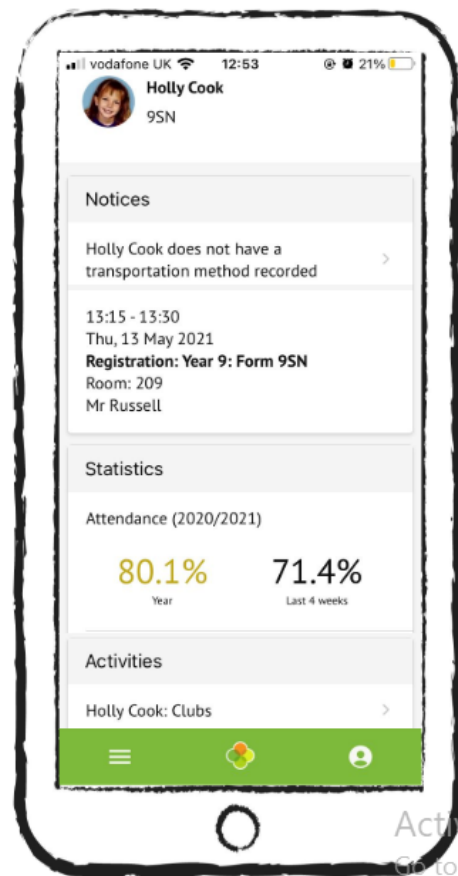 vodafone UK 12:53 21%
Holly Cook
9SN
Notices
Holly Cook does not have a
transportation method recorded
13:15 - 13:30
Thu, 13 May 2021
Registration: Year 9: Form 9SN
Room: 209
Mr Russell
Statistics
Attendance (2020/2021)
80.1% 71.4%
Year Last 4 weeks
Activities
Holly Cook: Clubs
Go to